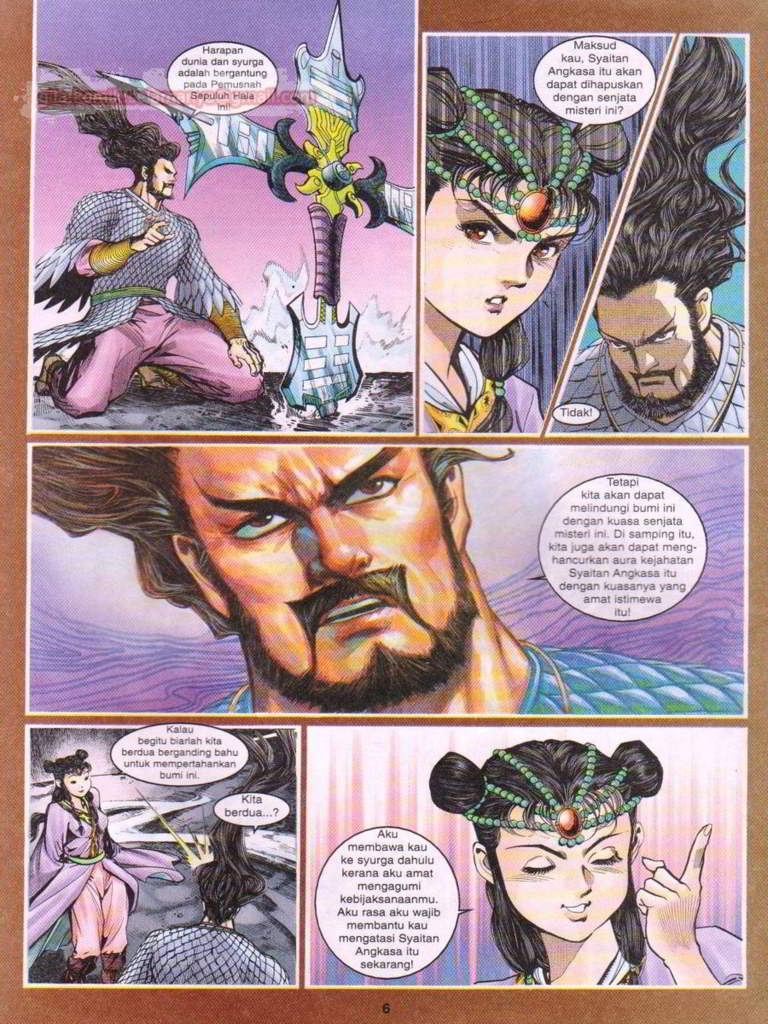 Harapan
dunia dan syurga
adalah bergantung
pada Pemusnah
Sepuluh Hala
ini!
Maksud
kau, Syaitan
Angkasa itu akan
dapat dihapuskan
dengan senjata
misteri ini?
Tidak!
Tetapi
kita akan dapat
melindungi bumi ini
dengan kuasa senjata
misteri ini. Di samping itu,
kita juga akan dapat meng-
hancurkan aura kejahatan
Syaitan Angkasa itu
dengan kuasanya yang
amat istimewa
itu!
Kalau
begitu biarlah kita
berdua berganding bahu
untuk mempertahankan
bumi ini.
Kita
berdua...?
Aku
membawa kau
ke syurga dahulu
kerana aku amat
mengagumi
kebijaksanaanmu.
Aku rasa aku wajib
membantu kau
mengatasi Syaitan
Angkasa itu
sekarang!
6